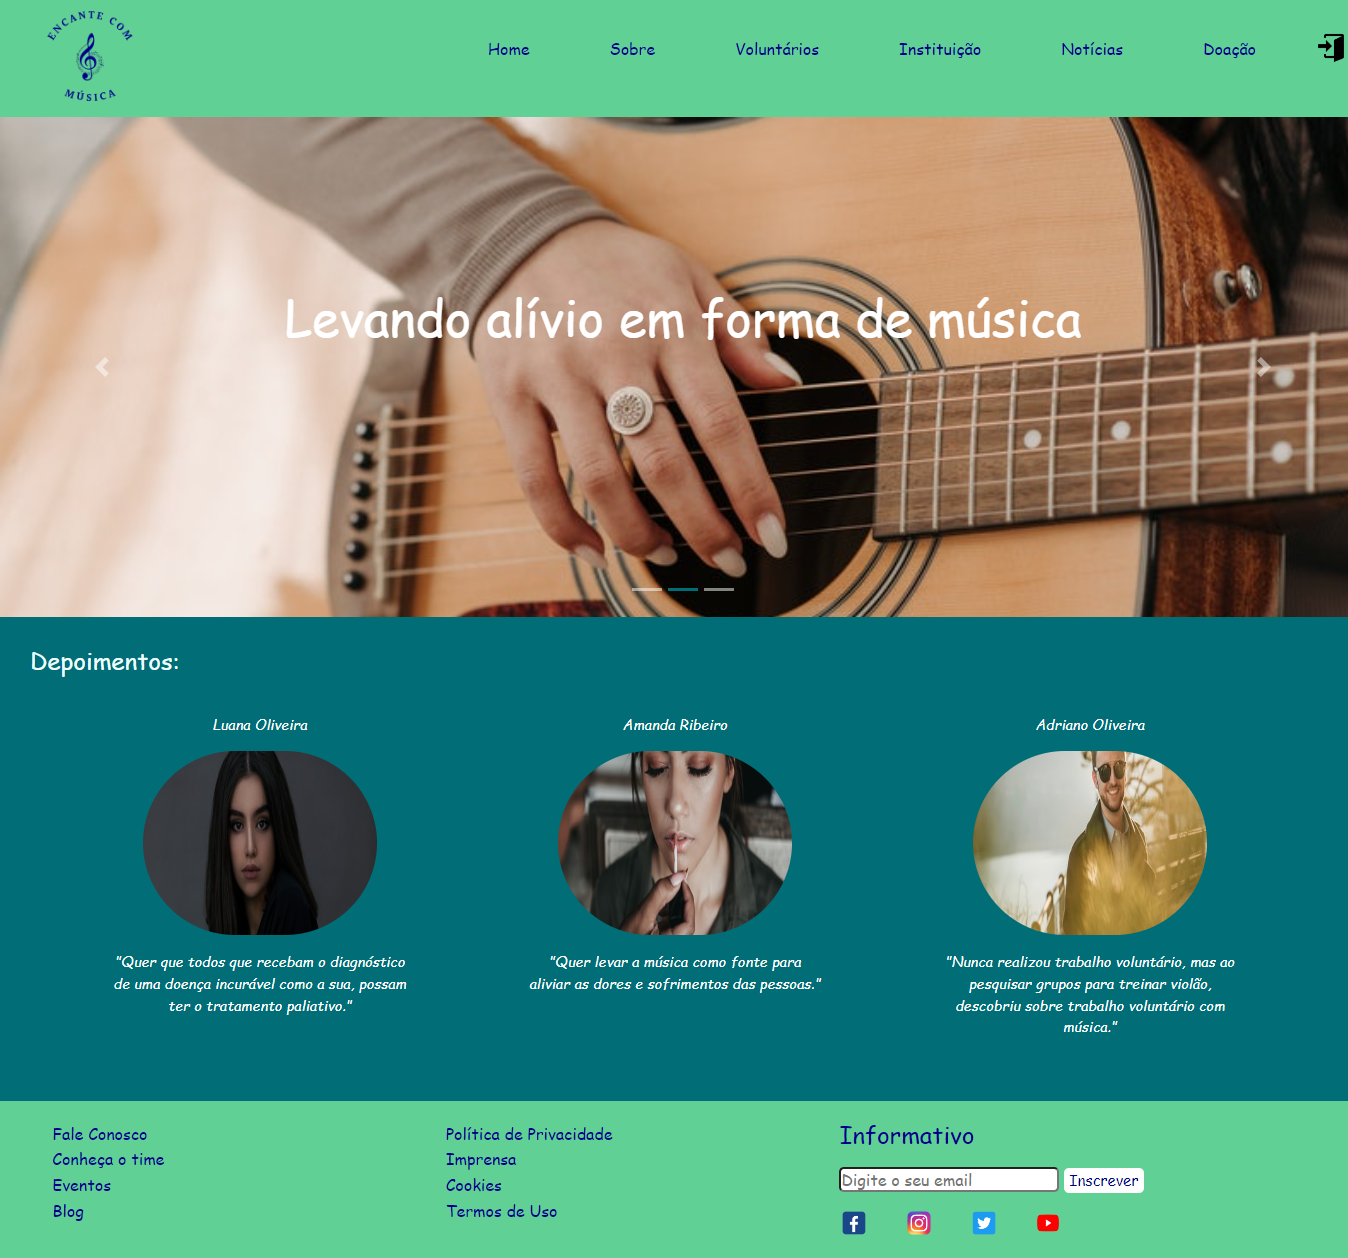 ENCANTE COM
MÚSICA
Home Sobre Voluntários Instituição Notícias Doação
Levando alívio em forma de música
Depoimentos:
Luana Oliveira
"Quer que todos que recebam o diagnóstico
de uma doença incurável como a sua, possam
ter o tratamento paliativo."
Amanda Ribeiro
"Quer levar a música como fonte para
aliviar as dores e sofrimentos das pessoas."
Adriano Oliveira
"Nunca realizou trabalho voluntário, mas ao
pesquisar grupos para treinar violão,
descobriu sobre trabalho voluntário com
música."
Fale Conosco
Conheça o time
Eventos
Blog
Política de Privacidade
Imprensa
Cookies
Termos de Uso
Informativo
Digite o seu email Inscrever